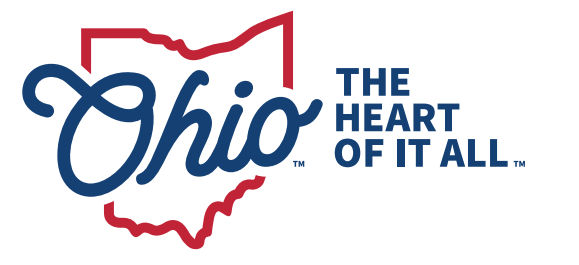 Ohio™
THE
HEART
OF IT ALL™